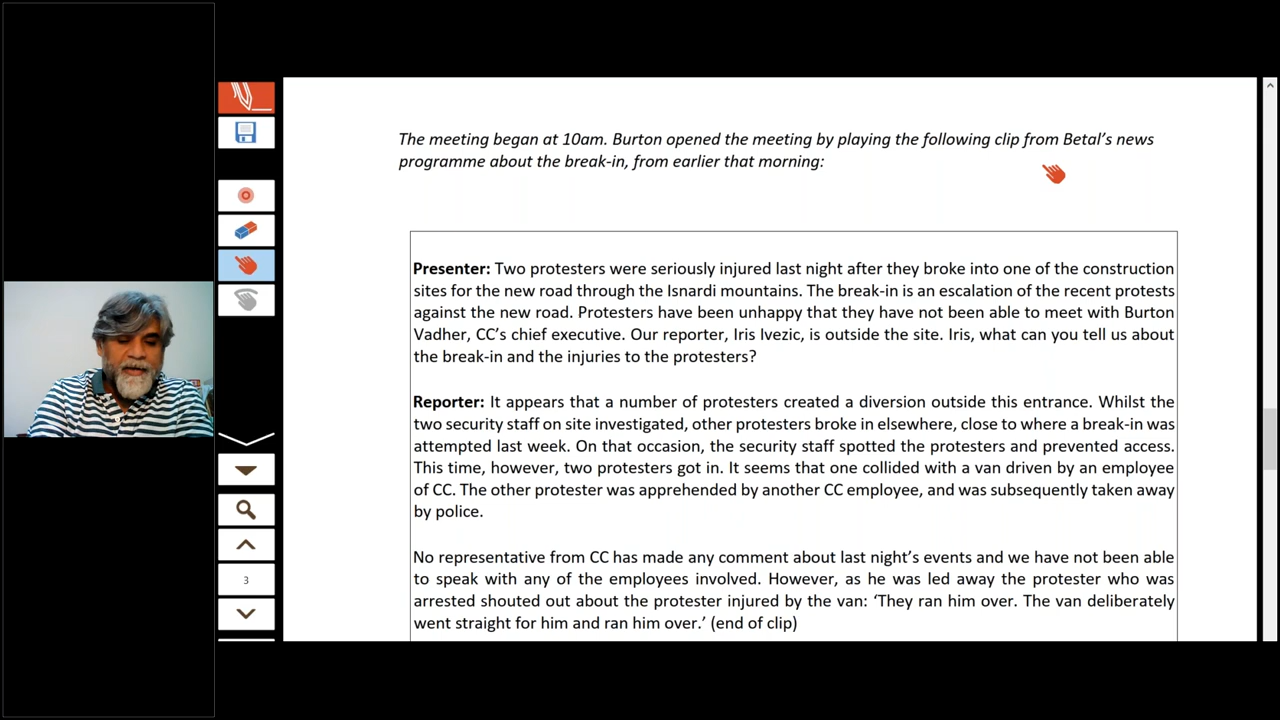 The meeting began at 10am. Burton opened the meeting by playing the following clip from Betal's news
programme about the break-in, from earlier that morning:
Presenter: Two protesters were seriously injured last night after they broke into one of the construction
sites for the new road through the Isnardi mountains. The break-in is an escalation of the recent protests
against the new road. Protesters have been unhappy that they have not been able to meet with Burton
Vadher, CC's chief executive. Our reporter, Iris Ivezic, is outside the site. Iris, what can you tell us about
the break-in and the injuries to the protesters?
Reporter: It appears that a number of protesters created a diversion outside this entrance. Whilst the
two security staff on site investigated, other protesters broke in elsewhere, close to where a break-in was
attempted last week. On that occasion, the security staff spotted the protesters and prevented access.
This time, however, two protesters got in. It seems that one collided with a van driven by an employee
of CC. The other protester was apprehended by another CC employee, and was subsequently taken away
by police.
No representative from CC has made any comment about last night's events and we have not been able
to speak with any of the employees involved. However, as he was led away the protester who was
arrested shouted out about the protester injured by the van: 'They ran him over. The van deliberately
went straight for him and ran him over.' (end of clip)
3